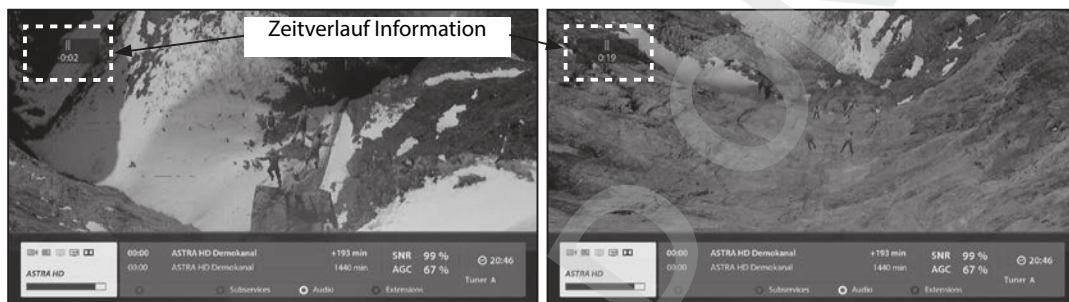 Zeitverlauf Information
-0:02
0:19
ASTRA HD
00:00 ASTRA HD Demokanal +193 min
00:00 ASTRA HD Demokanal 1440 min
SNR 99 %
AGC 67 %
20:46
Tuner A
Subservices Audio Extensions
ASTRA HD
00:00 ASTRA HD Demokanal +193 min
00:00 ASTRA HD Demokanal 1440 min
SNR 99 %
AGC 67 %
20:46
Tuner A
Subservices Audio Extensions